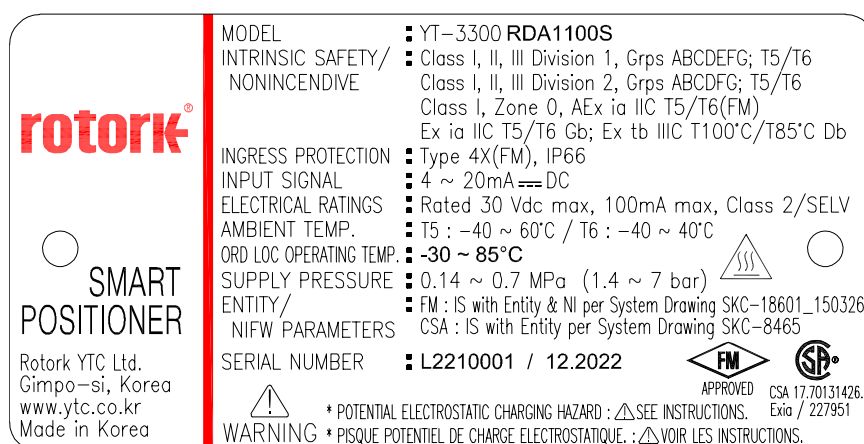 rotork®
SMART
POSITIONER
Rotork YTC Ltd.
Gimpo-si, Korea
www.ytc.co.kr
Made in Korea
MODEL : YT-3300 RDA1100S
INTRINSIC SAFETY/ : Class I, II, III Division 1, Grps ABCDEFG; T5/T6
NONINCENDIVE Class I, II, III Division 2, Grps ABCDFG; T5/T6
Class I, Zone 0, AEx ia IIC T5/T6(FM)
Ex ia IIC T5/T6 Gb; Ex tb IIIC T100°C/T85°C Db
INGRESS PROTECTION : Type 4X(FM), IP66
INPUT SIGNAL : 4 ~ 20mA ⎓ DC
ELECTRICAL RATINGS : Rated 30 Vdc max, 100mA max, Class 2/SELV
AMBIENT TEMP. : T5 : -40 ~ 60°C / T6 : -40 ~ 40°C
ORD LOC OPERATING TEMP. : -30 ~ 85°C
SUPPLY PRESSURE : 0.14 ~ 0.7 MPa (1.4 ~ 7 bar)
ENTITY/ : FM : IS with Entity & NI per System Drawing SKC-18601_150326
NIFW PARAMETERS CSA : IS with Entity per System Drawing SKC-8465
SERIAL NUMBER : L2210001 / 12.2022
FM
APPROVED
SA®
CSA 17.70131426.
Exia / 227951
WARNING * POTENTIAL ELECTROSTATIC CHARGING HAZARD : ⚠SEE INSTRUCTIONS.
* PISQUE POTENTIEL DE CHARGE ELECTROSTATIQUE. : ⚠VOIR LES INSTRUCTIONS.